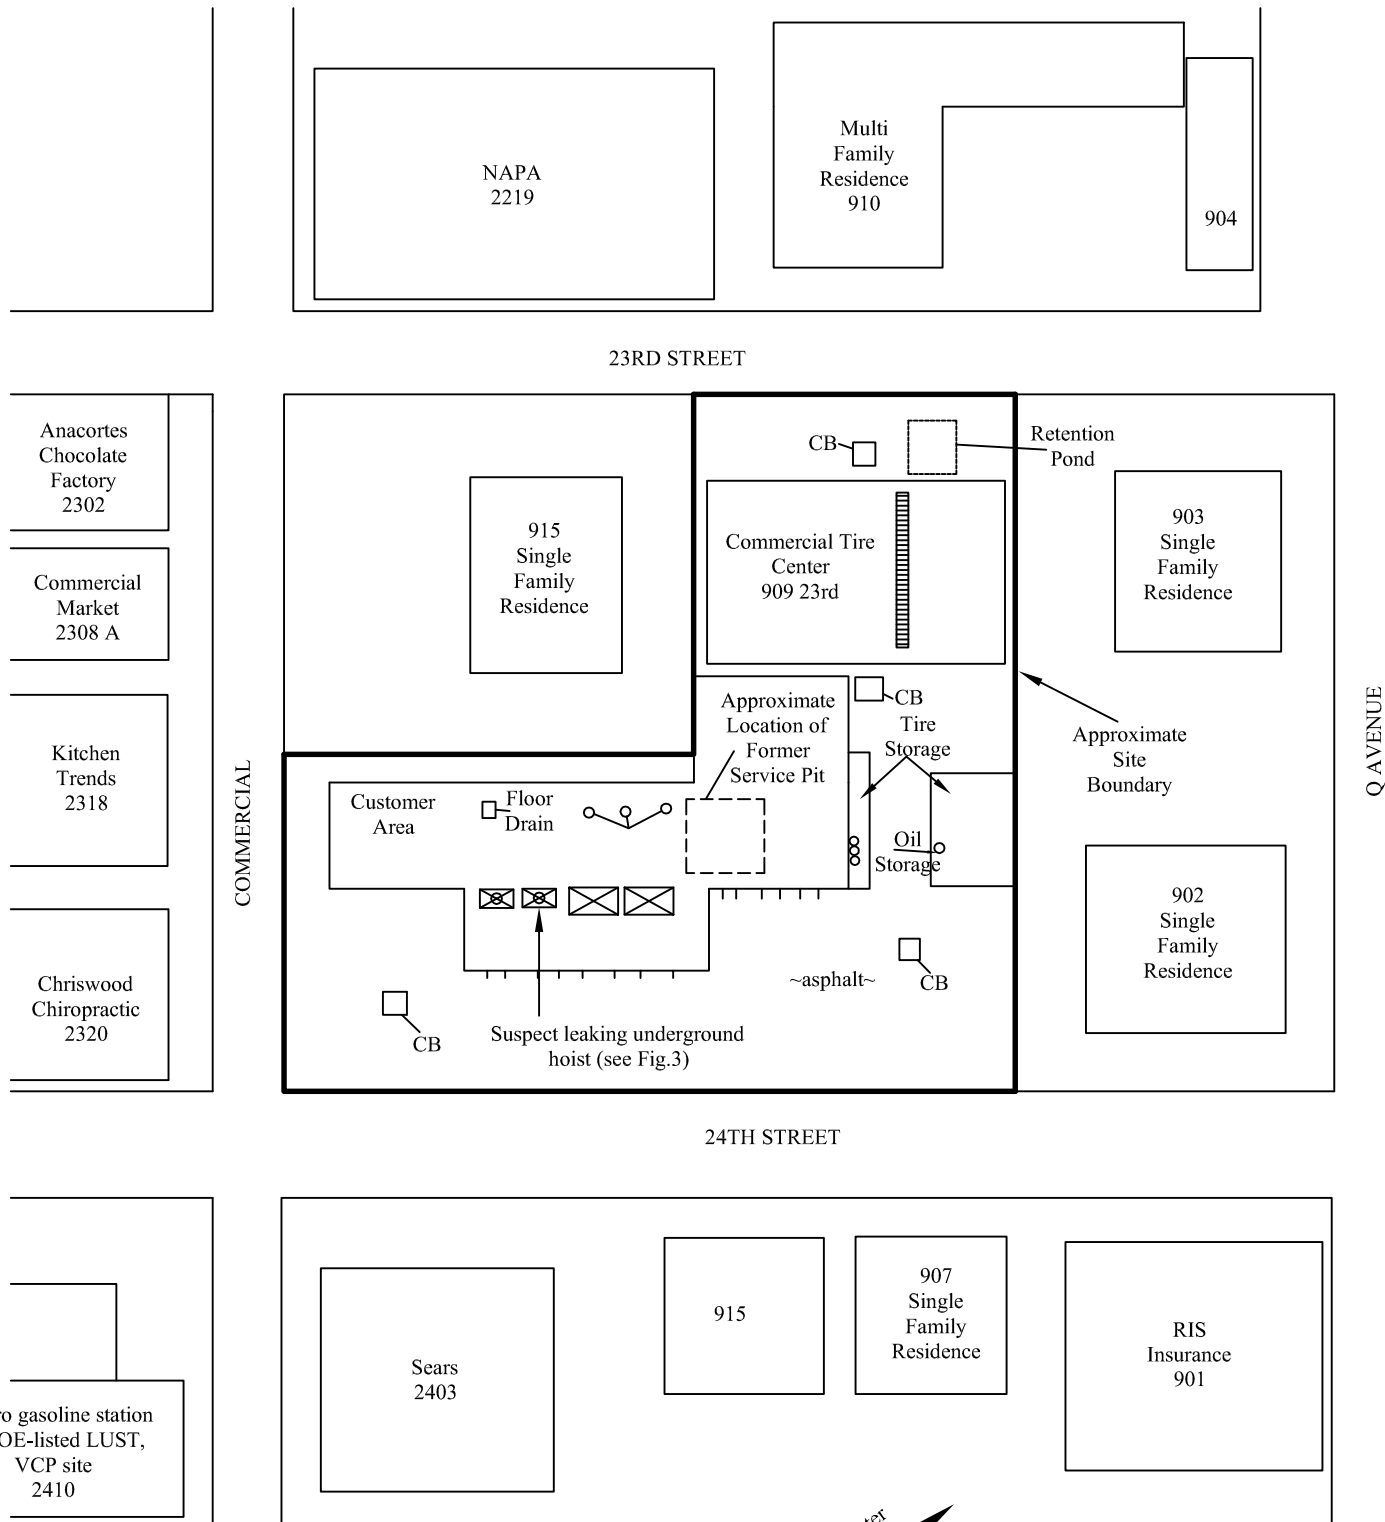 NAPA
2219
Multi
Family
Residence
910
904
23RD STREET
Anacortes
Chocolate
Factory
2302
Commercial
Market
2308 A
Kitchen
Trends
2318
Chriswood
Chiropractic
2320
COMMERCIAL
915
Single
Family
Residence
CB
Retention
Pond
Commercial Tire
Center
909 23rd
903
Single
Family
Residence
Approximate
Location of
Former
Service Pit
CB
Tire
Storage
Approximate
Site
Boundary
Q AVENUE
Customer
Area
Floor
Drain
Oil
Storage
902
Single
Family
Residence
~asphalt~
CB
CB
Suspect leaking underground
hoist (see Fig.3)
24TH STREET
Sears
2403
915
907
Single
Family
Residence
RIS
Insurance
901
gasoline station
OE-listed LUST,
VCP site
2410